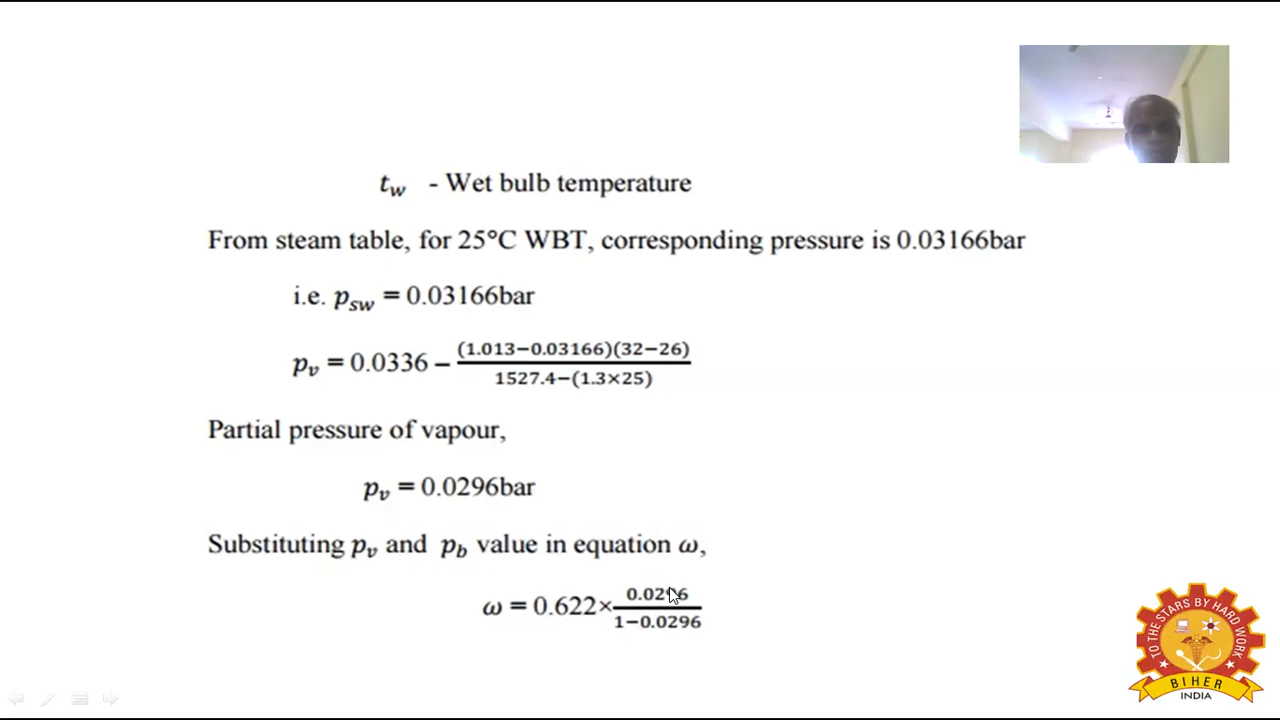 t_w - Wet bulb temperature
From steam table, for 25°C WBT, corresponding pressure is 0.03166bar
i.e. p_sw = 0.03166bar
p_v = 0.0336 − (1.013−0.03166)(32−26) / 1527.4−(1.3×25)
Partial pressure of vapour,
p_v = 0.0296bar
Substituting p_v and p_b value in equation ω,
ω = 0.622× 0.0296 / 1−0.0296
TO THE STARS BY HARD WORK
BIHER
INDIA